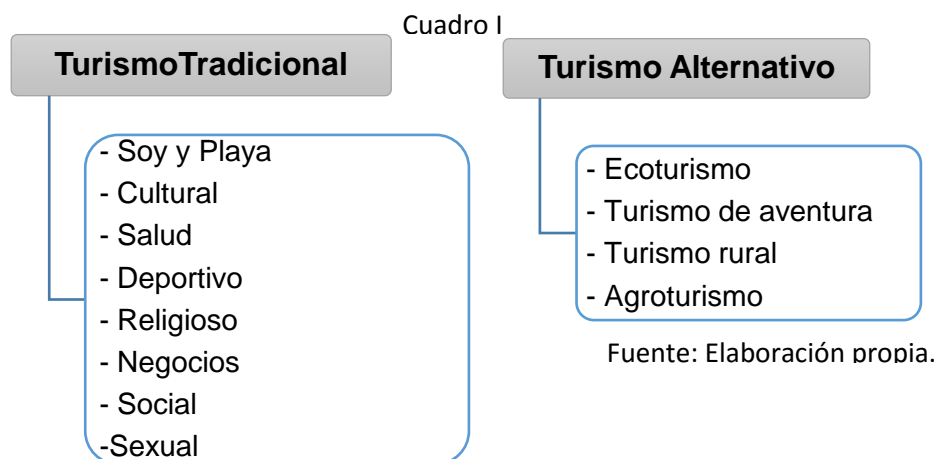 Cuadro I
TurismoTradicional
- Soy y Playa
- Cultural
- Salud
- Deportivo
- Religioso
- Negocios
- Social
-Sexual
Turismo Alternativo
- Ecoturismo
- Turismo de aventura
- Turismo rural
- Agroturismo
Fuente: Elaboración propia.